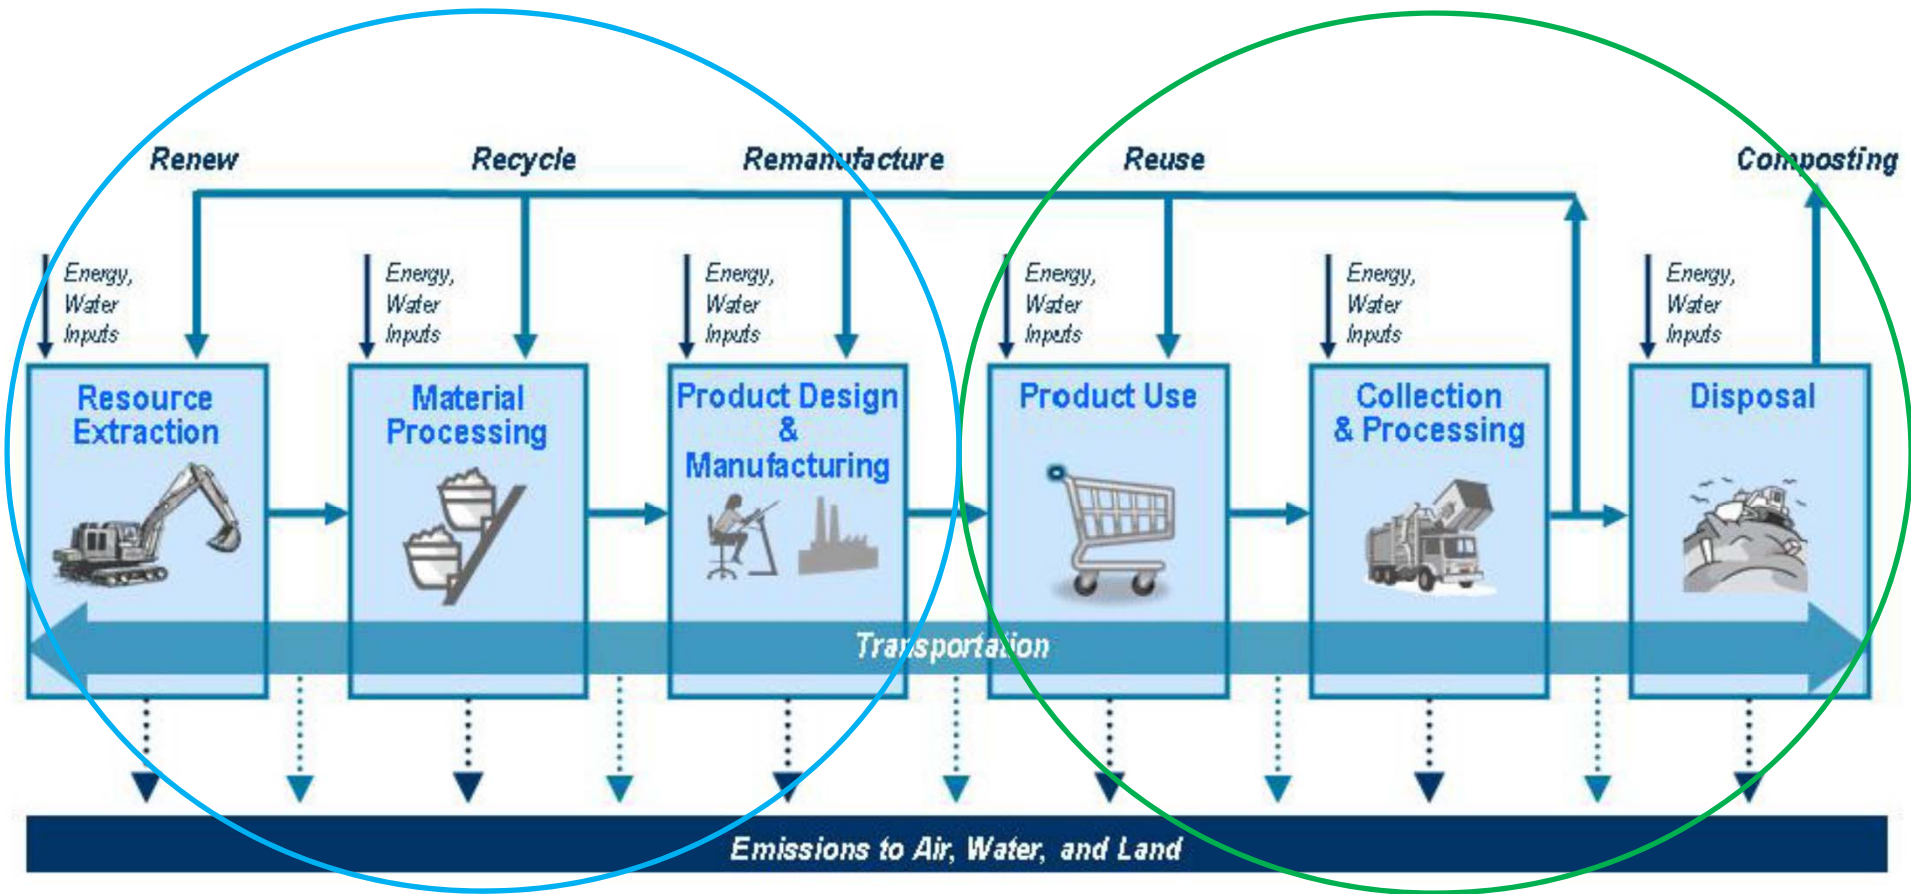 Renew
Recycle
Remanufacture
Reuse
Composting
Energy,
Water
Inputs
Energy,
Water
Inputs
Energy,
Water
Inputs
Energy,
Water
Inputs
Energy,
Water
Inputs
Energy,
Water
Inputs
Resource
Extraction
Material
Processing
Product Design
&
Manufacturing
Product Use
Collection
& Processing
Disposal
Transportation
Emissions to Air, Water, and Land